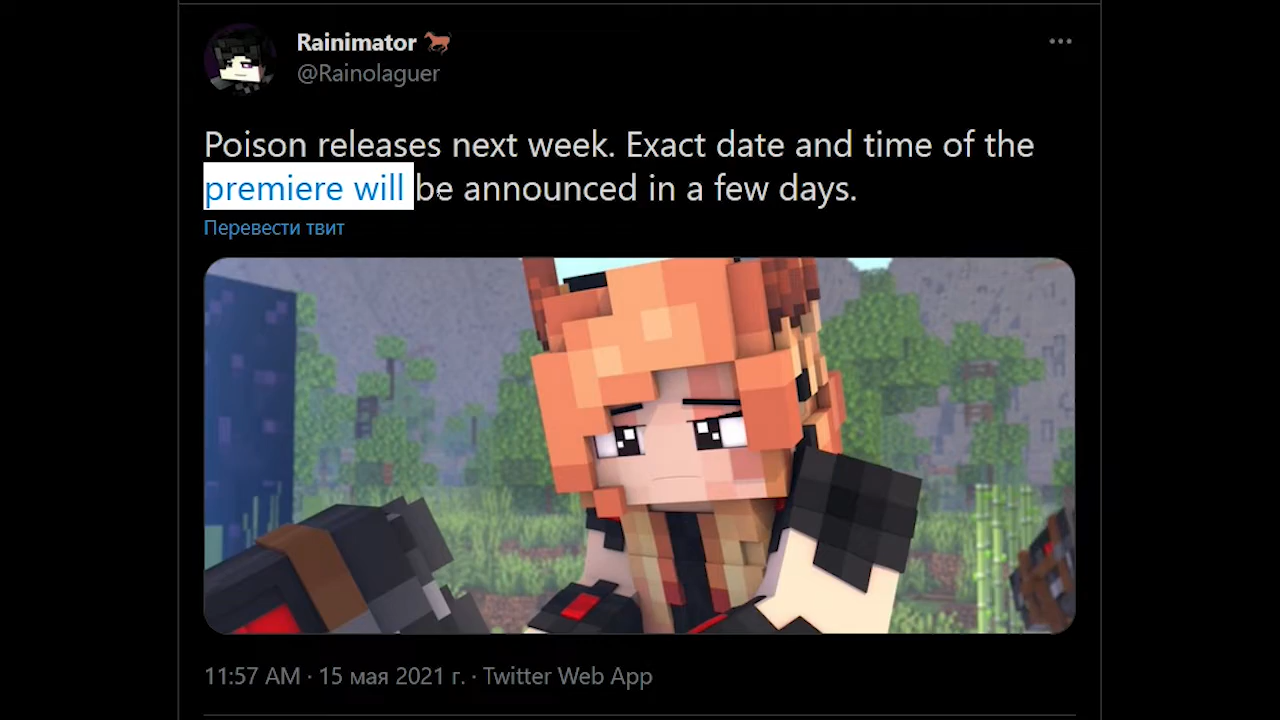 Rainimator
@Rainolaguer
Poison releases next week. Exact date and time of the
premiere will be announced in a few days.
Перевести твит
11:57 AM · 15 мая 2021 г. · Twitter Web App